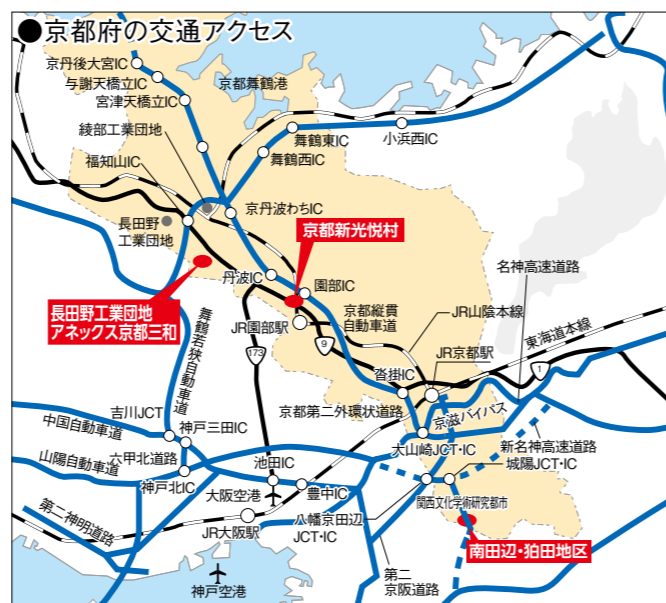 ●京都府の交通アクセス
京丹後大宮IC
与謝天橋立IC
宮津天橋立IC
京都舞鶴港
綾部工業団地
舞鶴東IC
舞鶴西IC
小浜西IC
福知山IC
長田野
工業団地
京丹波わちIC
京都新光悦村
丹波IC
園部IC
長田野工業団地
アネックス京都三和
名神高速道路
京都縦貫
自動車道
JR山陰本線
東海道本線
JR園部駅
9
173
JR京都駅
1
舞鶴若狭自動車道
沓掛IC
京都第二外環状道路
京滋バイパス
吉川JCT
中国自動車道
神戸三田IC
大山崎JCT・IC
新名神高速道路
城陽JCT・IC
山陽自動車道
六甲北道路
神戸北IC
池田IC
大阪空港
豊中IC
関西文化学術研究都市
第二神明道路
JR大阪駅
八幡京田辺
JCT・IC
南田辺・狛田地区
第二
京阪道路
神戸空港